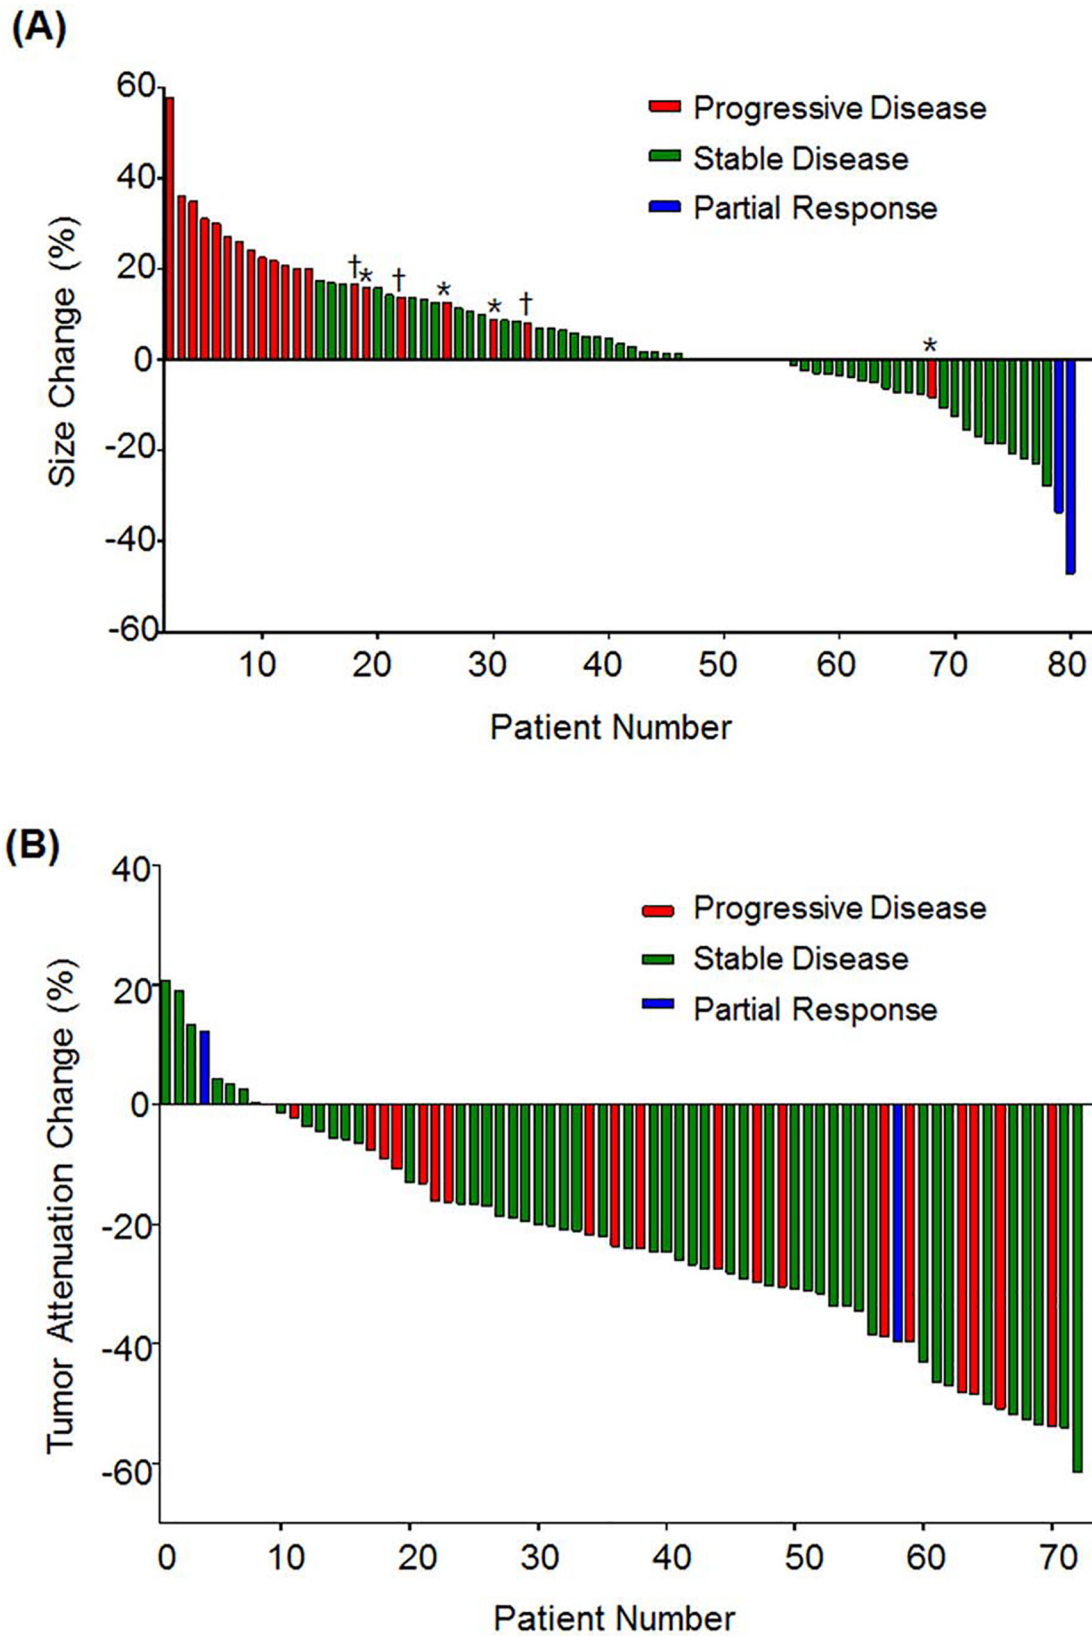 (A)
60
40
20
0
-20
-40
-60
Size Change (%)
Progressive Disease
Stable Disease
Partial Response
† * † * * † *
10 20 30 40 50 60 70 80
Patient Number
(B)
40
20
0
-20
-40
-60
Tumor Attenuation Change (%)
Progressive Disease
Stable Disease
Partial Response
0 10 20 30 40 50 60 70
Patient Number